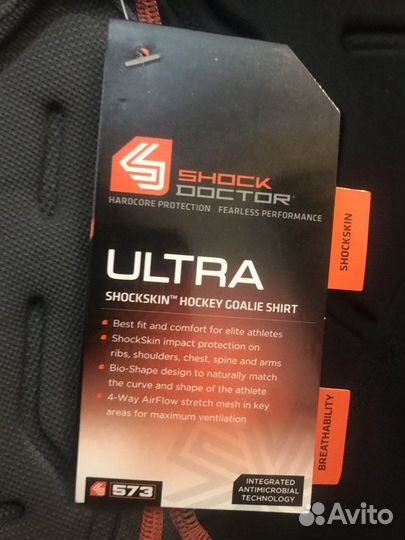 SHOCK
DOCTOR
HARDCORE PROTECTION FEARLESS PERFORMANCE
ULTRA
SHOCKSKIN™ HOCKEY GOALIE SHIRT
• Best fit and comfort for elite athletes
• ShockSkin impact protection on
ribs, shoulders, chest, spine and arms
• Bio-Shape design to naturally match
the curve and shape of the athlete
• 4-Way AirFlow stretch mesh in key
areas for maximum ventilation
573
INTEGRATED
ANTIMICROBIAL
TECHNOLOGY
SHOCKSKIN
BREATHABILITY
Avito